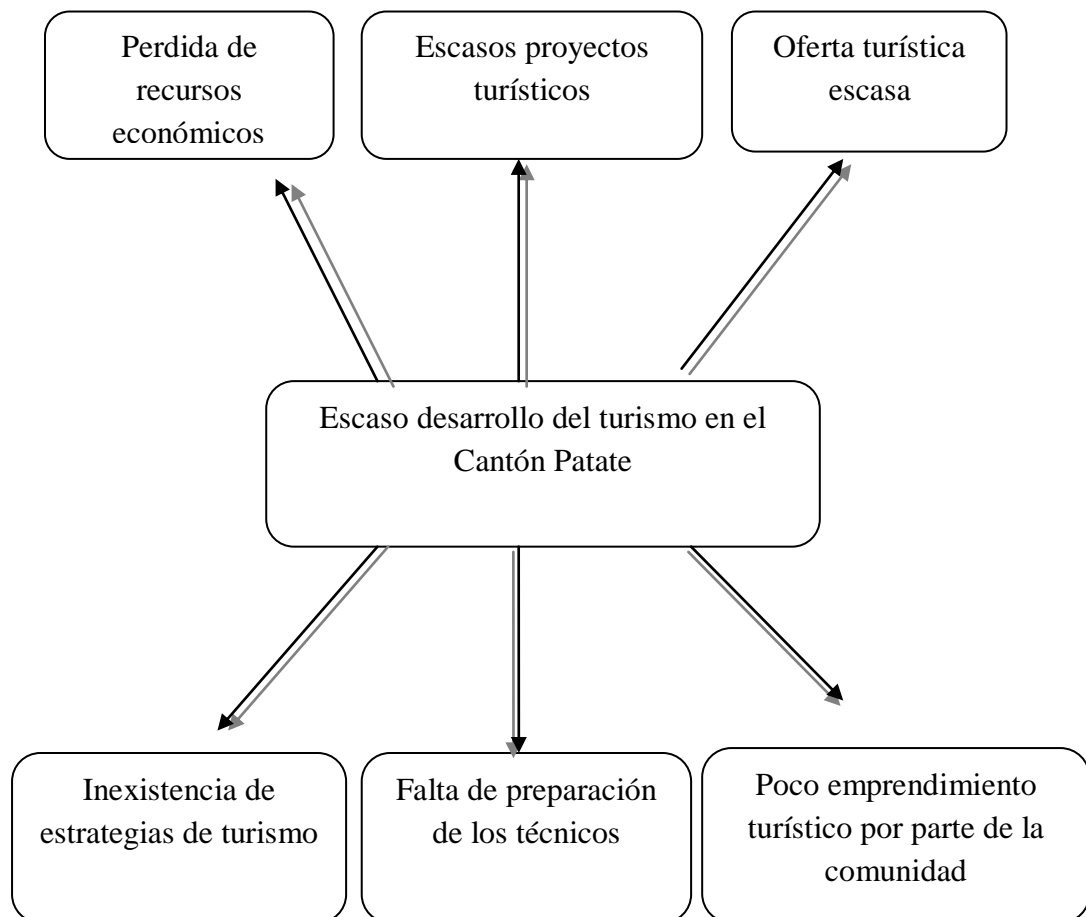 Perdida de
recursos
económicos
Escasos proyectos
turísticos
Oferta turística
escasa
Escaso desarrollo del turismo en el
Cantón Patate
Inexistencia de
estrategias de turismo
Falta de preparación
de los técnicos
Poco emprendimiento
turístico por parte de la
comunidad